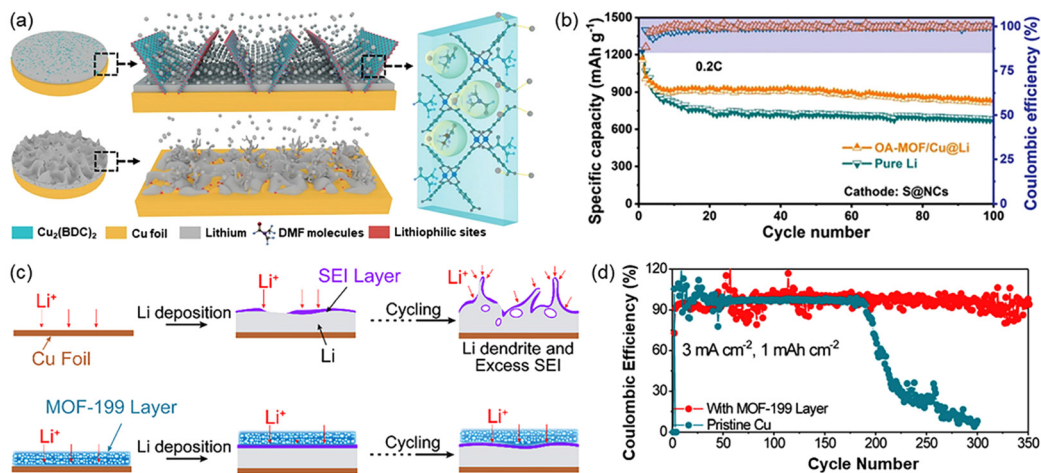 (a)
Cu₂(BDC)₂
Cu foil
Lithium
DMF molecules
Lithiophilic sites
(b)
Specific capacity (mAh g⁻¹)
1500
1200
900
600
300
0
0.2C
OA-MOF/Cu@Li
Pure Li
Cathode: S@NCs
0
20
40
60
80
100
Cycle number
100
75
50
25
0
Coulombic efficiency (%)
(c)
Li⁺
Cu Foil
Li deposition
Li⁺
SEI Layer
Li
Cycling
Li⁺
Li dendrite and
Excess SEI
MOF-199 Layer
Li⁺
Li deposition
Li⁺
Cycling
Li⁺
(d)
Coulombic Efficiency (%)
120
90
60
30
0
3 mA cm⁻², 1 mAh cm⁻²
With MOF-199 Layer
Pristine Cu
0
50
100
150
200
250
300
350
Cycle Number